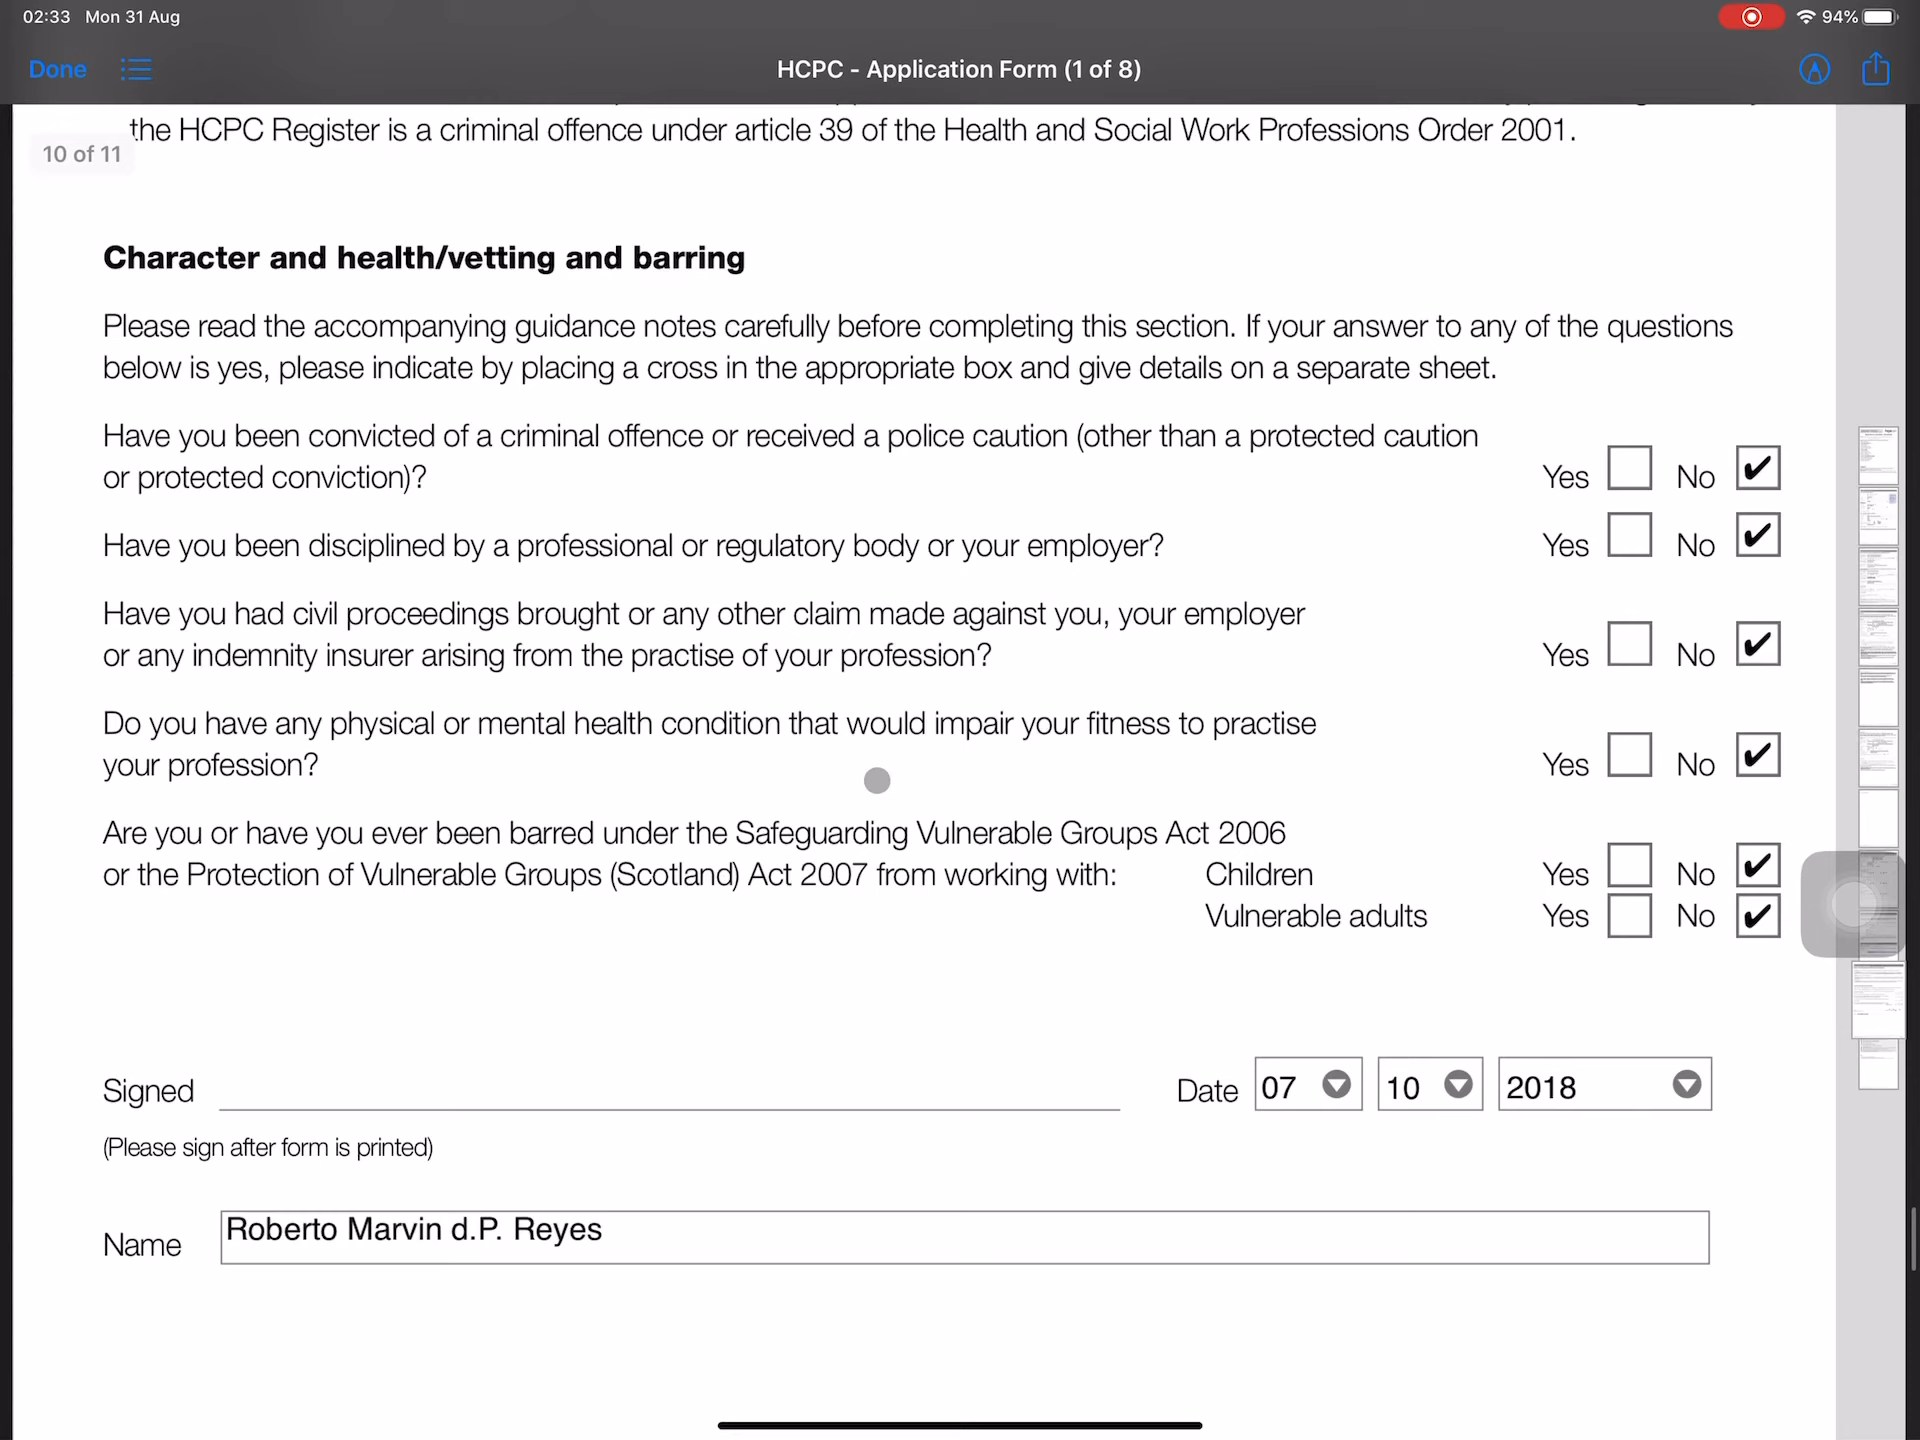 02:33 Mon 31 Aug
94%
Done
HCPC - Application Form (1 of 8)
the HCPC Register is a criminal offence under article 39 of the Health and Social Work Professions Order 2001.
10 of 11
Character and health/vetting and barring
Please read the accompanying guidance notes carefully before completing this section. If your answer to any of the questions
below is yes, please indicate by placing a cross in the appropriate box and give details on a separate sheet.
Have you been convicted of a criminal offence or received a police caution (other than a protected caution
or protected conviction)? Yes No ✔
Have you been disciplined by a professional or regulatory body or your employer? Yes No ✔
Have you had civil proceedings brought or any other claim made against you, your employer
or any indemnity insurer arising from the practise of your profession? Yes No ✔
Do you have any physical or mental health condition that would impair your fitness to practise
your profession? Yes No ✔
Are you or have you ever been barred under the Safeguarding Vulnerable Groups Act 2006
or the Protection of Vulnerable Groups (Scotland) Act 2007 from working with: Children Yes No ✔
Vulnerable adults Yes No ✔
Signed Date 07 10 2018
(Please sign after form is printed)
Name Roberto Marvin d.P. Reyes